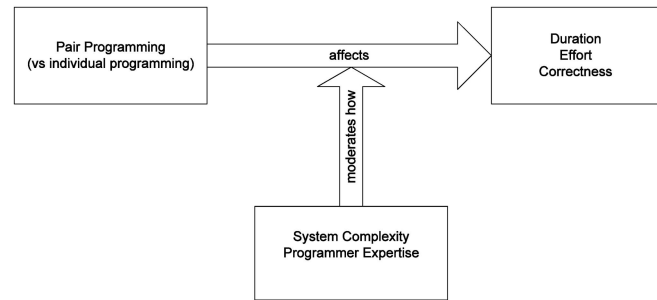 Pair Programming
(vs individual programming)
affects
Duration
Effort
Correctness
moderates how
System Complexity
Programmer Expertise